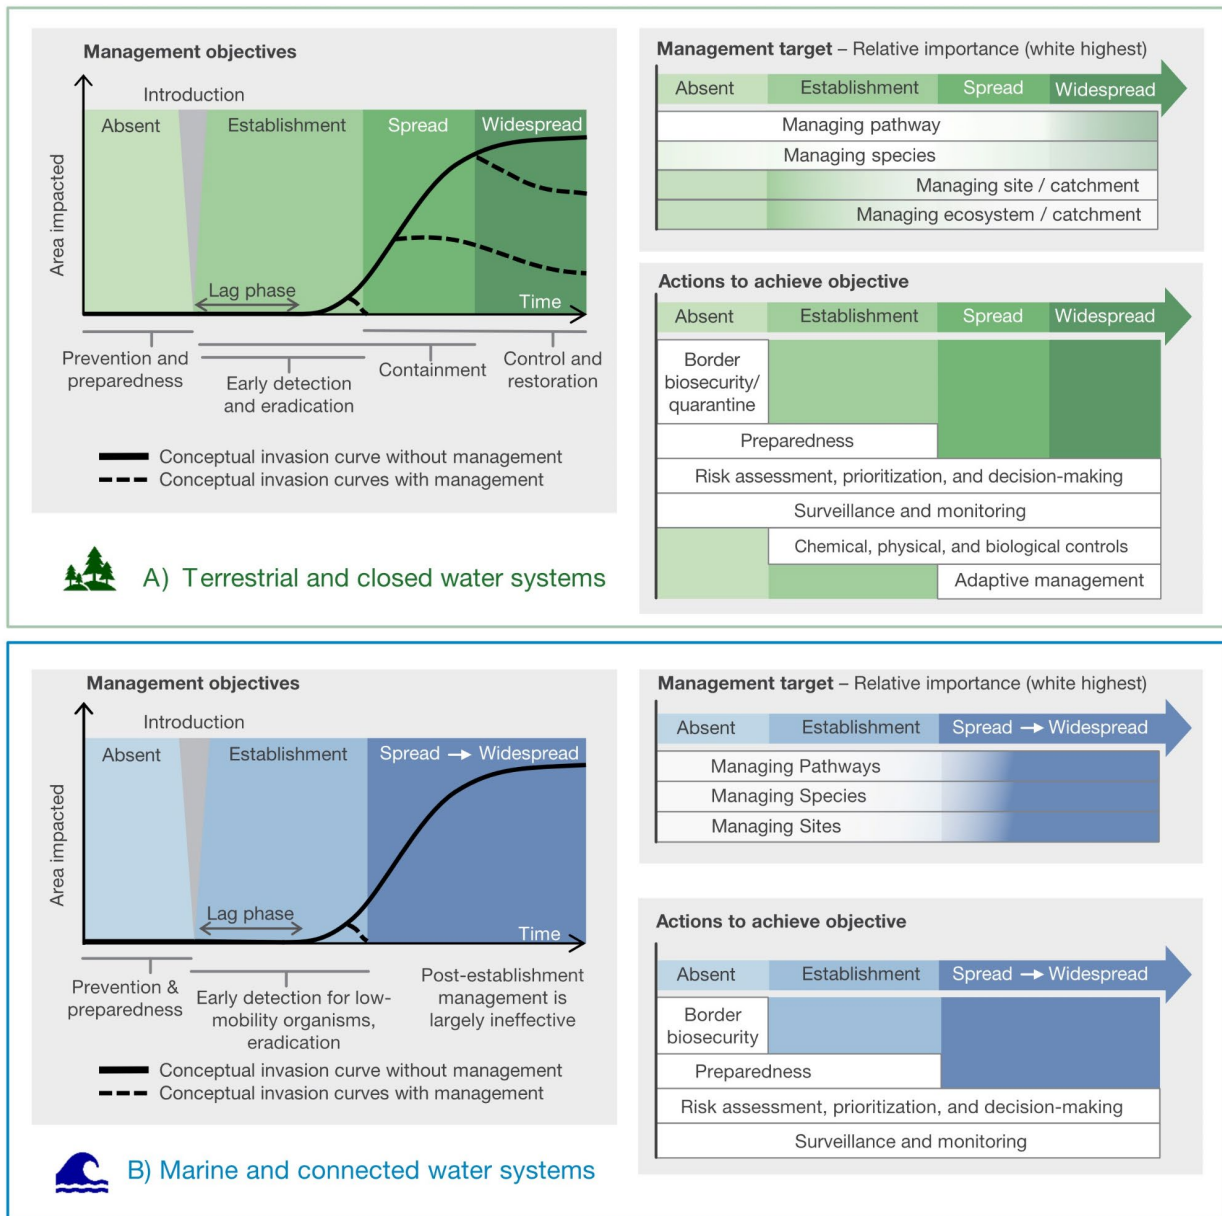 Management objectives
Area impacted
Introduction
Absent
Establishment
Spread
Widespread
Lag phase
Time
Prevention and
preparedness
Early detection
and eradication
Containment
Control and
restoration
Conceptual invasion curve without management
Conceptual invasion curves with management
A) Terrestrial and closed water systems
Management target – Relative importance (white highest)
Absent
Establishment
Spread
Widespread
Managing pathway
Managing species
Managing site / catchment
Managing ecosystem / catchment
Actions to achieve objective
Absent
Establishment
Spread
Widespread
Border
biosecurity/
quarantine
Preparedness
Risk assessment, prioritization, and decision-making
Surveillance and monitoring
Chemical, physical, and biological controls
Adaptive management
Management objectives
Area impacted
Introduction
Absent
Establishment
Spread → Widespread
Lag phase
Time
Prevention &
preparedness
Early detection for low-
mobility organisms,
eradication
Post-establishment
management is
largely ineffective
Conceptual invasion curve without management
Conceptual invasion curves with management
B) Marine and connected water systems
Management target – Relative importance (white highest)
Absent
Establishment
Spread → Widespread
Managing Pathways
Managing Species
Managing Sites
Actions to achieve objective
Absent
Establishment
Spread → Widespread
Border
biosecurity
Preparedness
Risk assessment, prioritization, and decision-making
Surveillance and monitoring